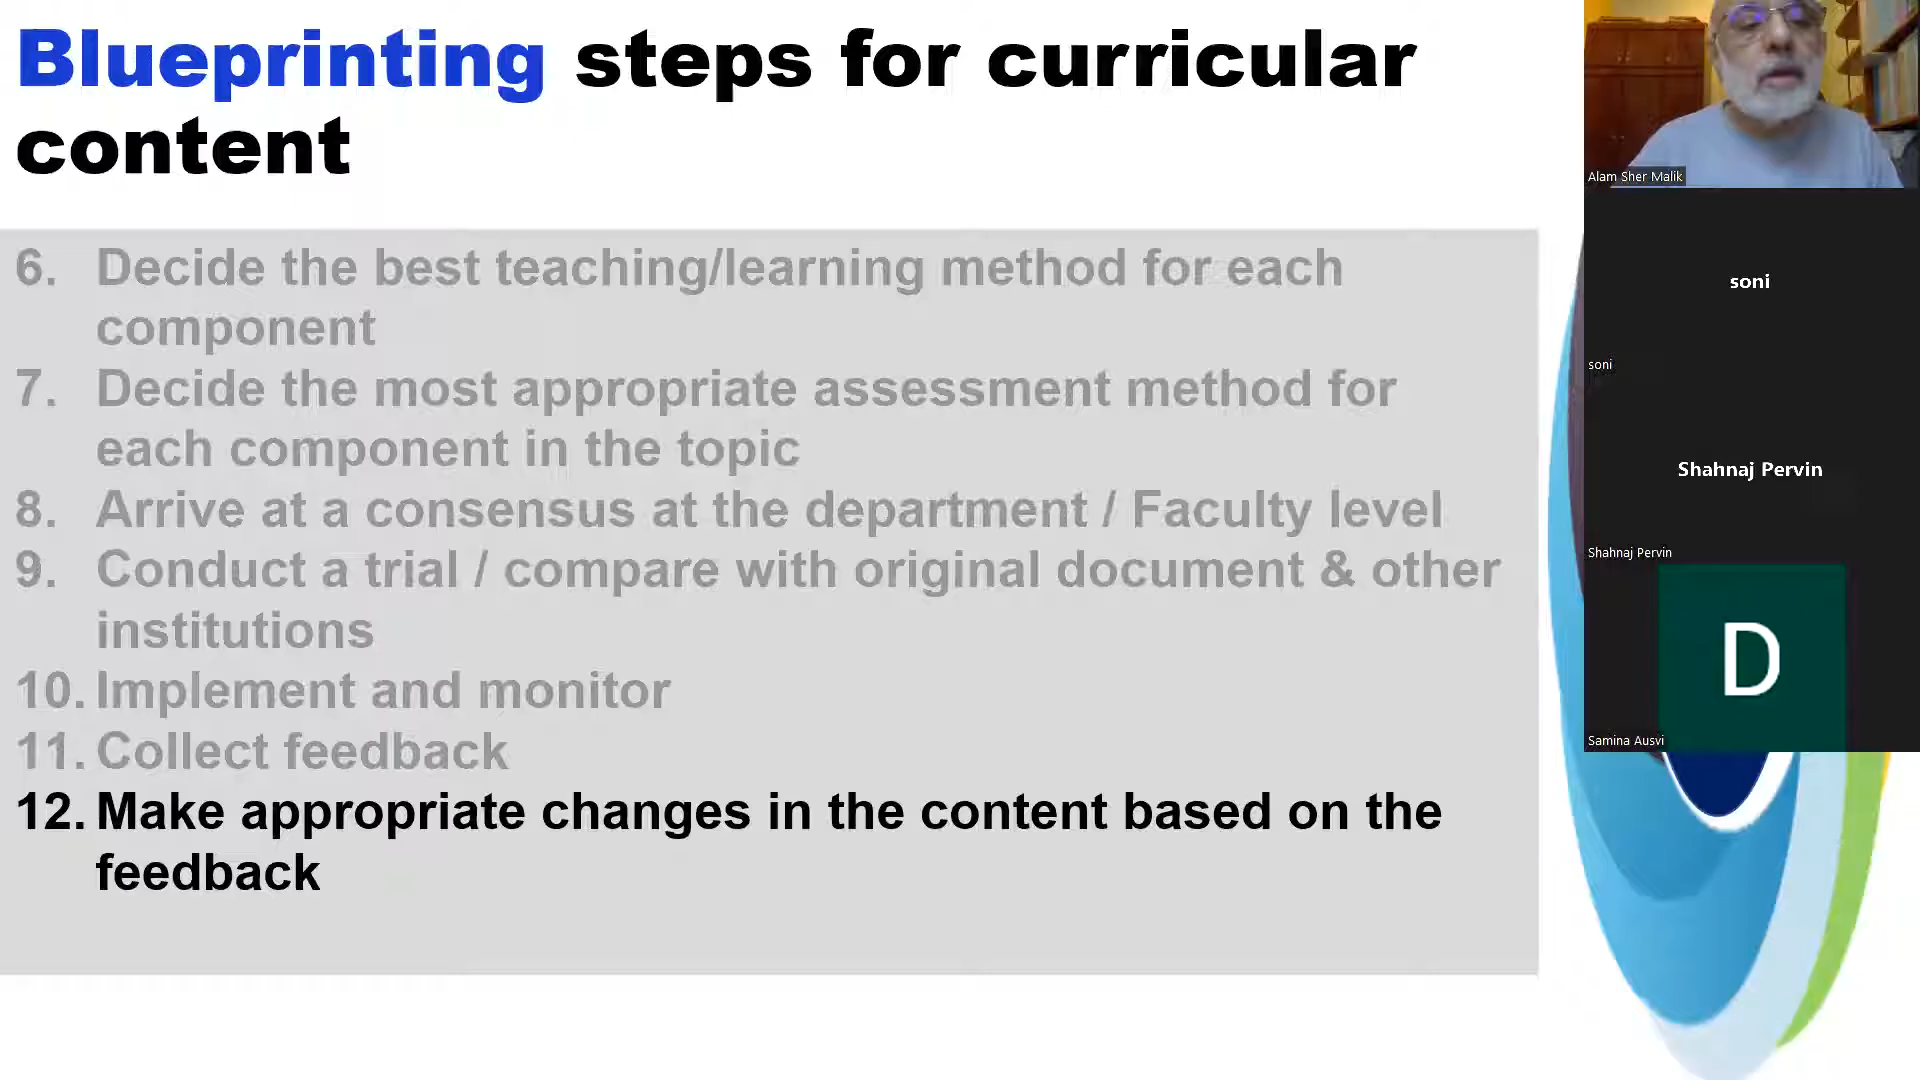 Blueprinting steps for curricular
content
6. Decide the best teaching/learning method for each
component
7. Decide the most appropriate assessment method for
each component in the topic
8. Arrive at a consensus at the department / Faculty level
9. Conduct a trial / compare with original document & other
institutions
10. Implement and monitor
11. Collect feedback
12. Make appropriate changes in the content based on the
feedback
Alam Sher Malik
soni
soni
Shahnaj Pervin
Shahnaj Pervin
D
Samina Ausvi